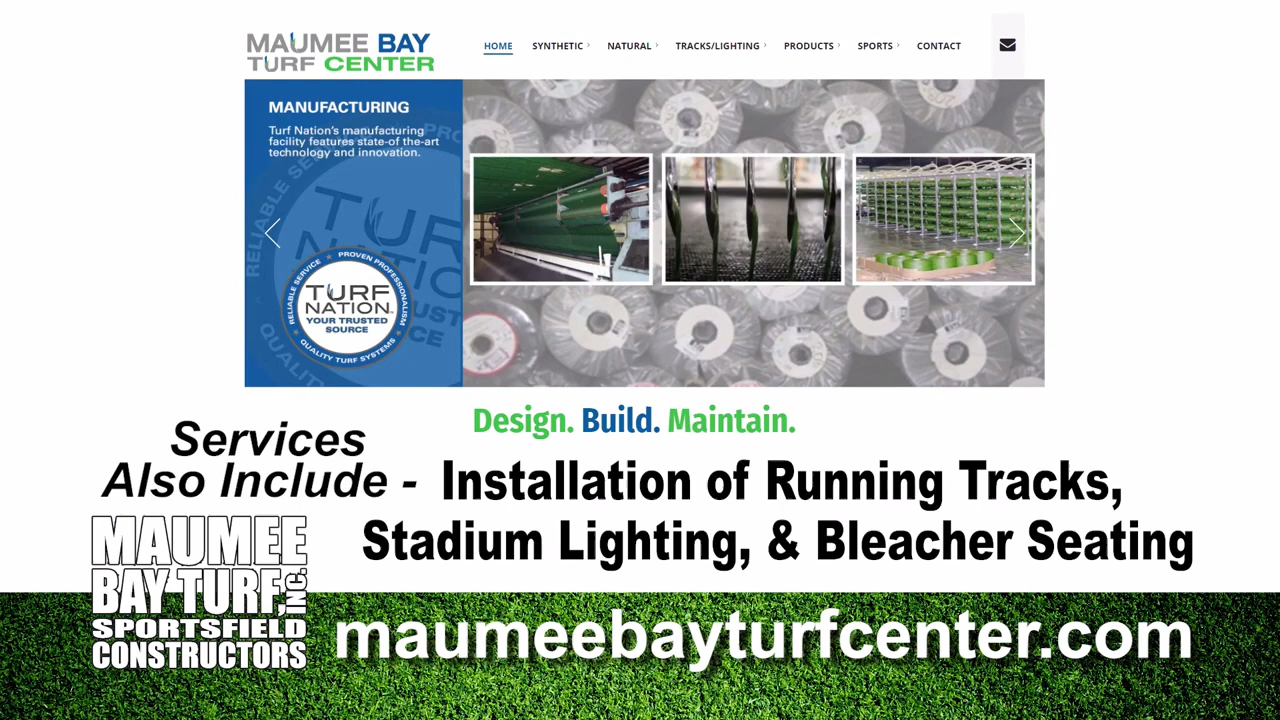 MAUMEE BAY
TURF CENTER
HOME SYNTHETIC NATURAL TRACKS/LIGHTING PRODUCTS SPORTS CONTACT
MANUFACTURING
Turf Nation's manufacturing
facility features state-of the-art
technology and innovation.
RELIABLE SERVICE ★ PROVEN PROFESSIONALISM ★ QUALITY TURF SYSTEMS ★
TURF
NATION
YOUR TRUSTED
SOURCE
Design. Build. Maintain.
Services
Also Include - Installation of Running Tracks,
Stadium Lighting, & Bleacher Seating
MAUMEE
BAY TURF, INC.
SPORTSFIELD
CONSTRUCTORS
maumeebayturfcenter.com